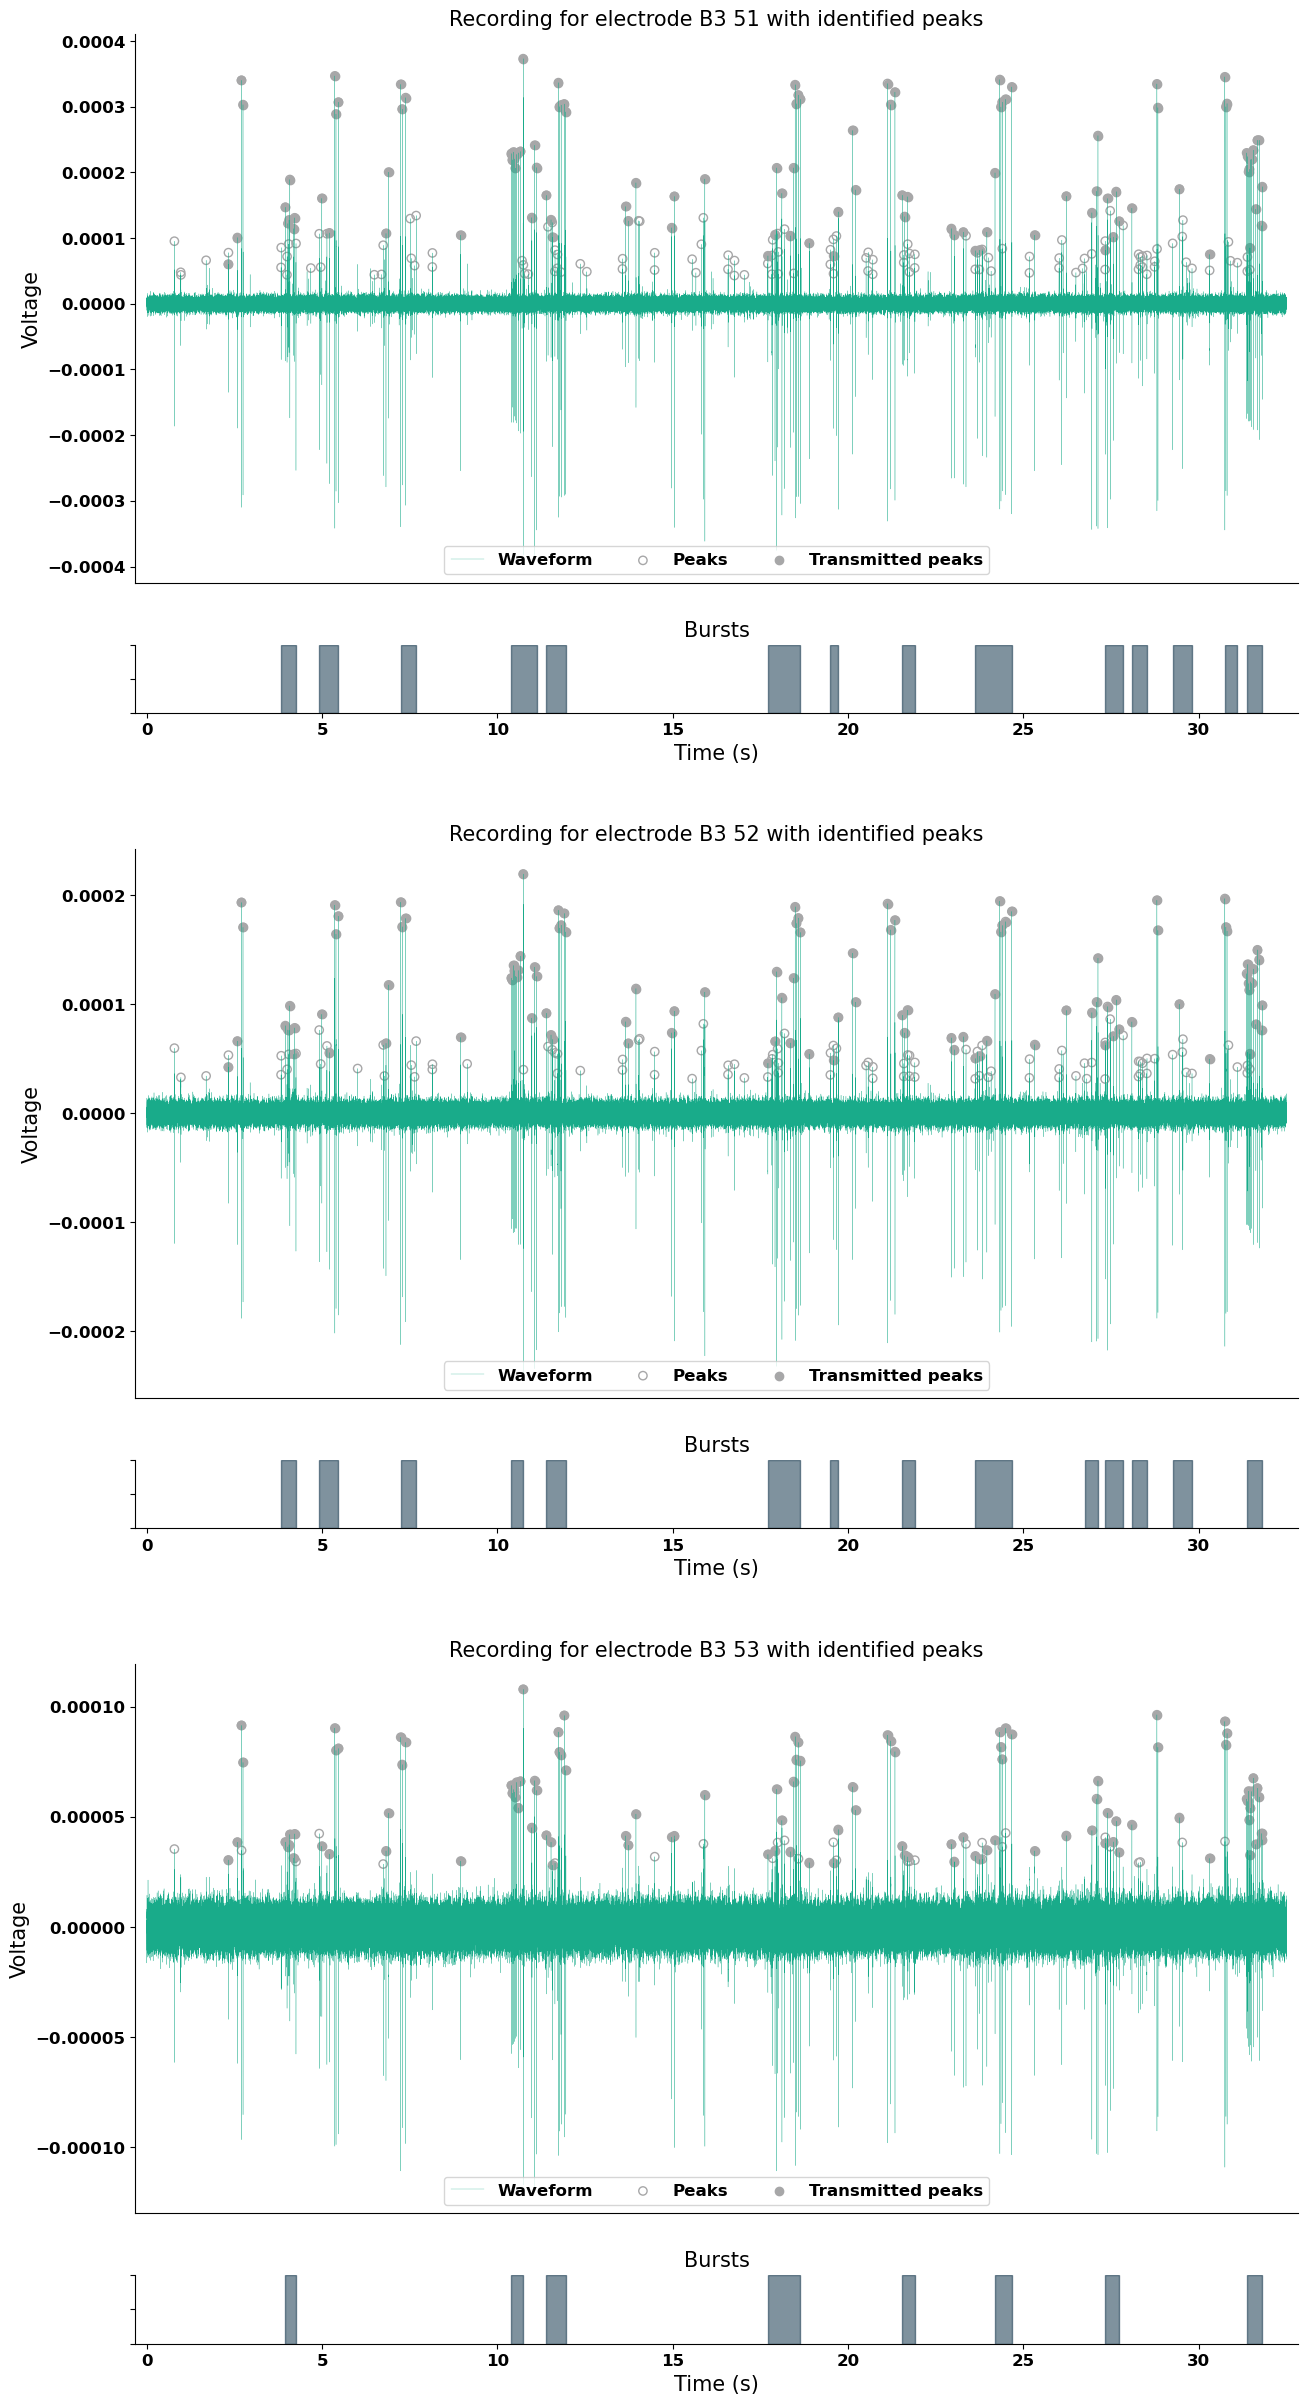 Recording for electrode B3 51 with identified peaks
0.0004
0.0003
0.0002
0.0001
0.0000
−0.0001
−0.0002
−0.0003
−0.0004
Voltage
Waveform Peaks Transmitted peaks
Bursts
0 5 10 15 20 25 30
Time (s)
Recording for electrode B3 52 with identified peaks
0.0002
0.0001
0.0000
−0.0001
−0.0002
Voltage
Waveform Peaks Transmitted peaks
Bursts
0 5 10 15 20 25 30
Time (s)
Recording for electrode B3 53 with identified peaks
0.00010
0.00005
0.00000
−0.00005
−0.00010
Voltage
Waveform Peaks Transmitted peaks
Bursts
0 5 10 15 20 25 30
Time (s)